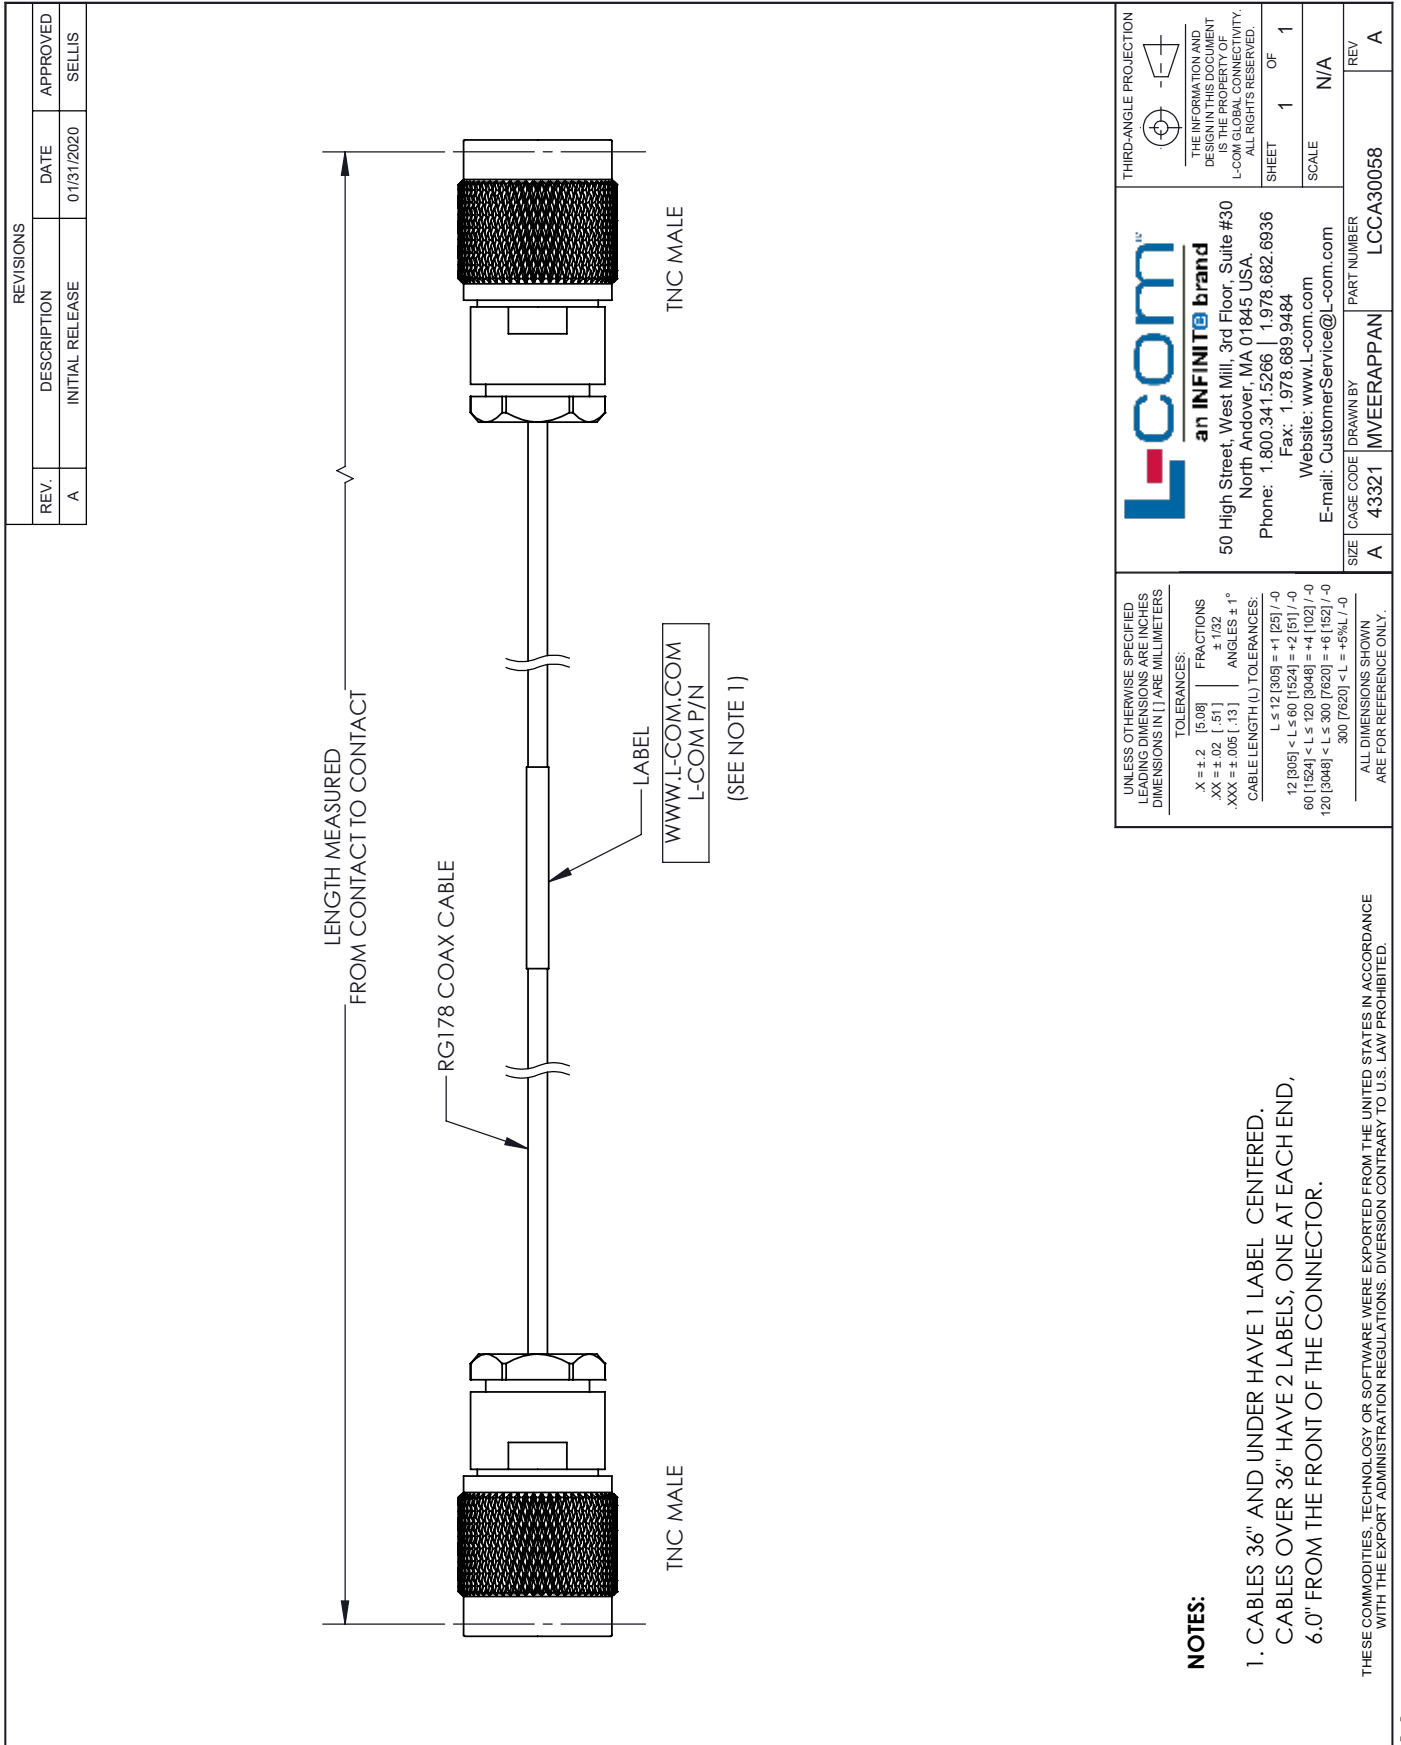 REVISIONS
REV. DESCRIPTION DATE APPROVED
A INITIAL RELEASE 01/31/2020 SELLIS
LENGTH MEASURED
FROM CONTACT TO CONTACT
RG178 COAX CABLE
TNC MALE
TNC MALE
LABEL
WWW.L-COM.COM
L-COM P/N
(SEE NOTE 1)
NOTES:
1. CABLES 36" AND UNDER HAVE 1 LABEL CENTERED.
CABLES OVER 36" HAVE 2 LABELS, ONE AT EACH END,
6.0" FROM THE FRONT OF THE CONNECTOR.
THESE COMMODITIES, TECHNOLOGY OR SOFTWARE WERE EXPORTED FROM THE UNITED STATES IN ACCORDANCE
WITH THE EXPORT ADMINISTRATION REGULATIONS. DIVERSION CONTRARY TO U.S. LAW PROHIBITED.
UNLESS OTHERWISE SPECIFIED
LEADING DIMENSIONS ARE INCHES
DIMENSIONS IN [ ] ARE MILLIMETERS
TOLERANCES:
.X = ± .2 [5.08] FRACTIONS
.XX = ± .02 [ .51 ] ± 1/32
.XXX = ± .005 [ .13 ] ANGLES ± 1°
CABLE LENGTH (L) TOLERANCES:
L ≤ 12 [305] = +1 [25] / -0
12 [305] < L ≤ 60 [1524] = +2 [51] / -0
60 [1524] < L ≤ 120 [3048] = +4 [102] / -0
120 [3048] < L ≤ 300 [7620] = +6 [152] / -0
300 [7620] < L = +5%L / -0
ALL DIMENSIONS SHOWN
ARE FOR REFERENCE ONLY.
L-com
an INFINITe brand
50 High Street, West Mill, 3rd Floor, Suite #30
North Andover, MA 01845 USA.
Phone: 1.800.341.5266 | 1.978.682.6936
Fax: 1.978.689.9484
Website: www.L-com.com
E-mail: CustomerService@L-com.com
THIRD-ANGLE PROJECTION
THE INFORMATION AND
DESIGN IN THIS DOCUMENT
IS THE PROPERTY OF
L-COM GLOBAL CONNECTIVITY.
ALL RIGHTS RESERVED.
SHEET 1 OF 1
SCALE N/A
SIZE A
CAGE CODE 43321
DRAWN BY MVEERAPPAN
PART NUMBER LCCA30058
REV A